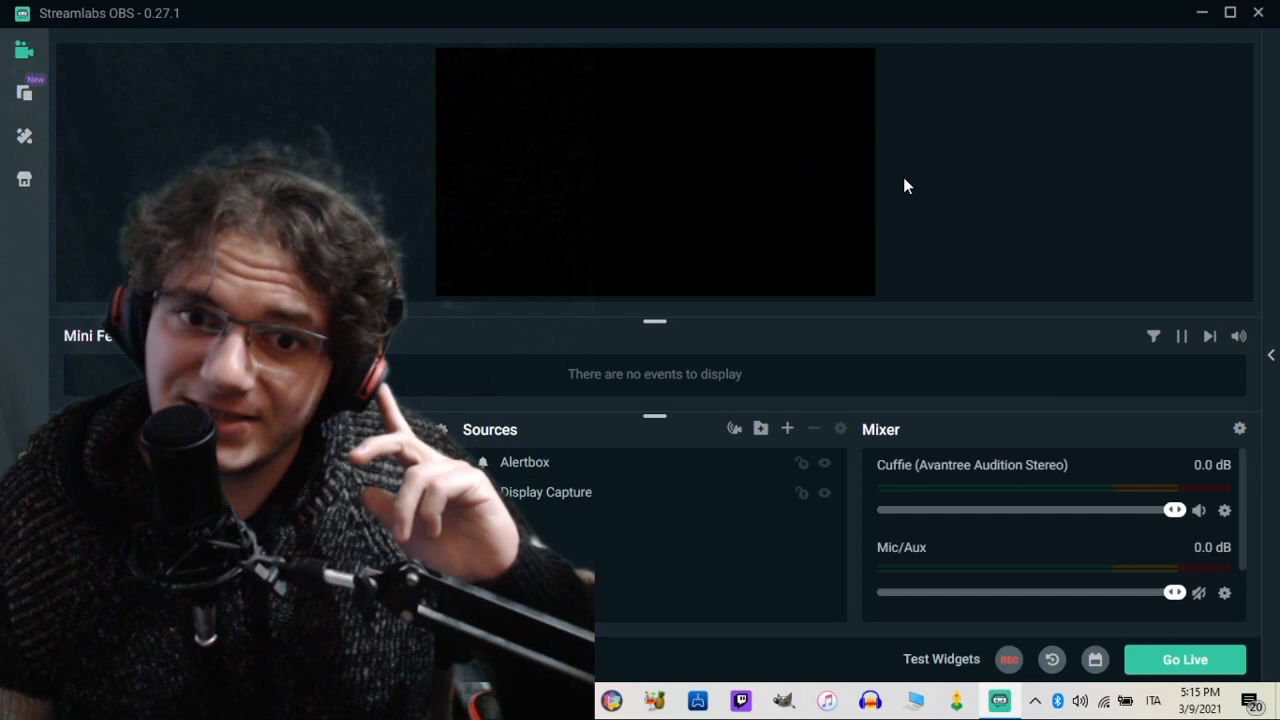 Streamlabs OBS - 0.27.1
New
Mini Fe
There are no events to display
Sources
Alertbox
Display Capture
Mixer
Cuffie (Avantree Audition Stereo)
0.0 dB
Mic/Aux
0.0 dB
Test Widgets
REC
Go Live
ITA
5:15 PM
3/9/2021
20